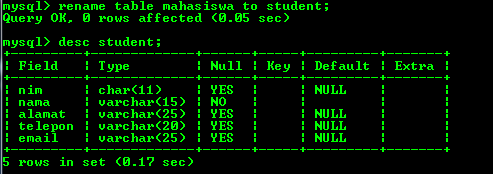 mysql> rename table mahasiswa to student;
Query OK, 0 rows affected (0.05 sec)
mysql> desc student;
+---------+-------------+------+-----+---------+-------+
| Field   | Type        | Null | Key | Default | Extra |
+---------+-------------+------+-----+---------+-------+
| nim     | char(11)    | YES  |     | NULL    |       |
| nama    | varchar(15) | NO   |     |         |       |
| alamat  | varchar(25) | YES  |     | NULL    |       |
| telepon | varchar(20) | YES  |     | NULL    |       |
| email   | varchar(25) | YES  |     | NULL    |       |
+---------+-------------+------+-----+---------+-------+
5 rows in set (0.17 sec)